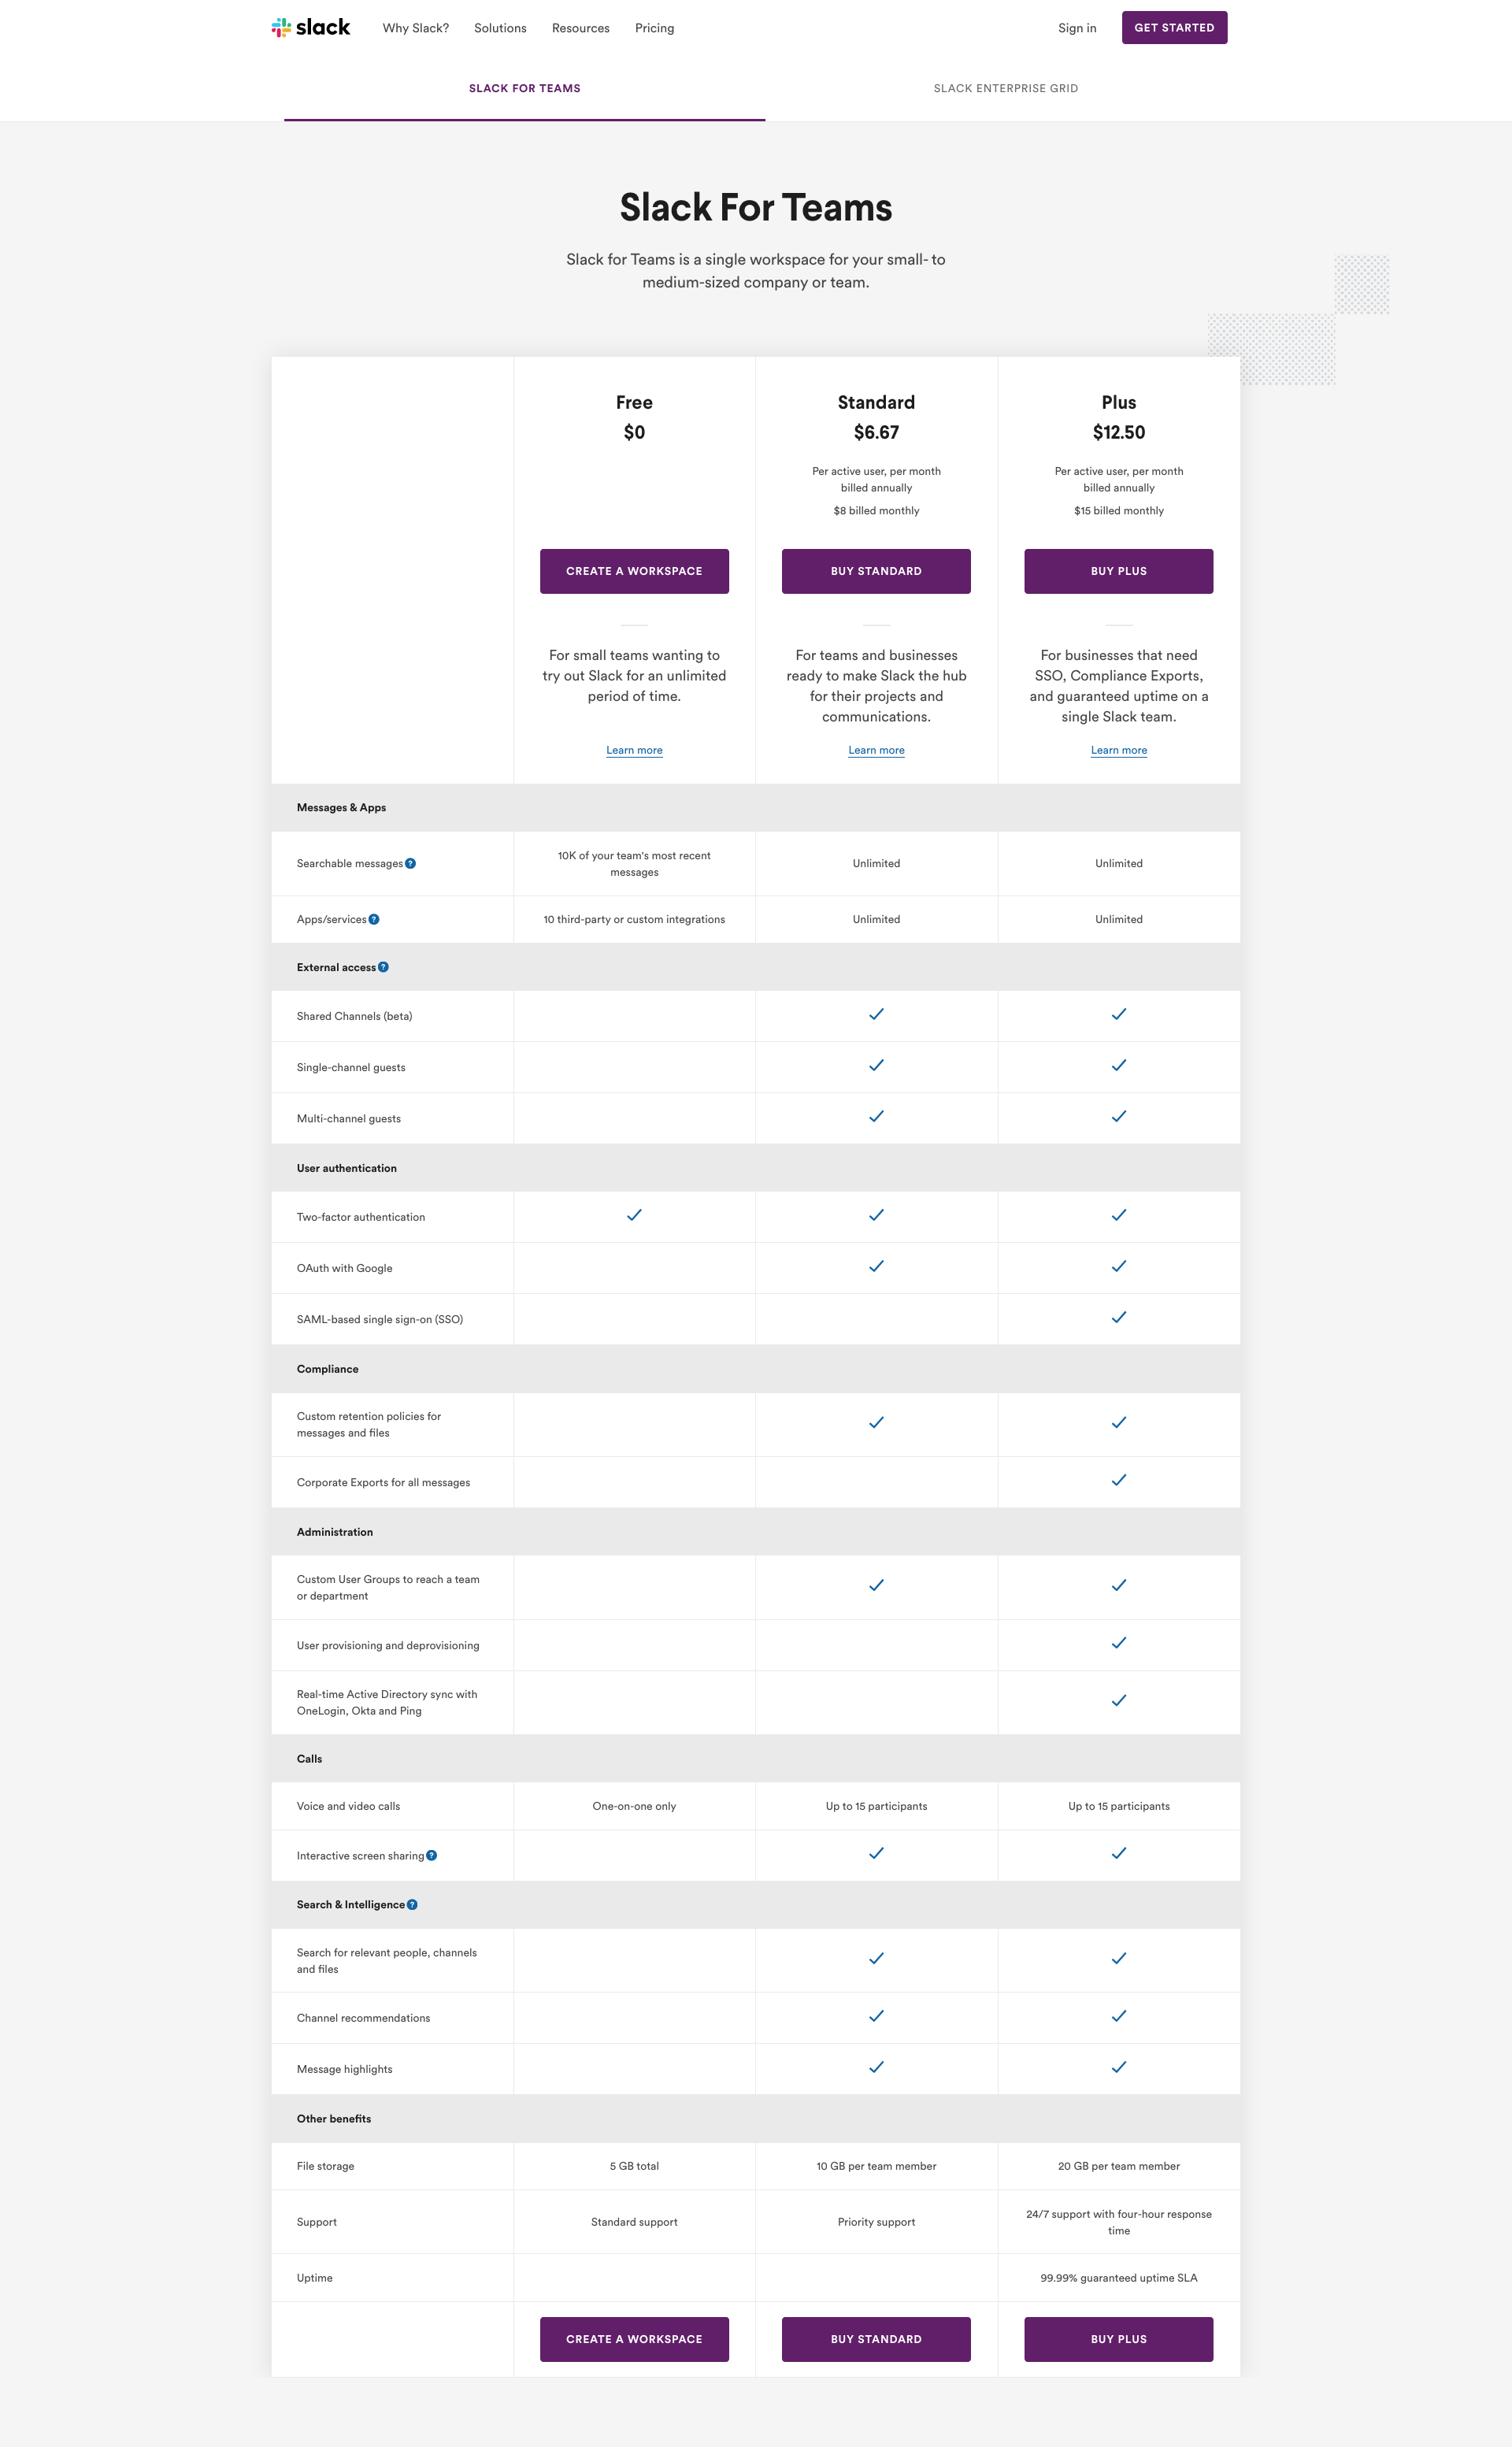 slack
Why Slack?
Solutions
Resources
Pricing
Sign in
GET STARTED
SLACK FOR TEAMS
SLACK ENTERPRISE GRID
Slack For Teams
Slack for Teams is a single workspace for your small- to
medium-sized company or team.
Free
$0
CREATE A WORKSPACE
For small teams wanting to
try out Slack for an unlimited
period of time.
Learn more
Standard
$6.67
Per active user, per month
billed annually
$8 billed monthly
BUY STANDARD
For teams and businesses
ready to make Slack the hub
for their projects and
communications.
Learn more
Plus
$12.50
Per active user, per month
billed annually
$15 billed monthly
BUY PLUS
For businesses that need
SSO, Compliance Exports,
and guaranteed uptime on a
single Slack team.
Learn more
Messages & Apps
Searchable messages ?
10K of your team's most recent
messages
Unlimited
Unlimited
Apps/services ?
10 third-party or custom integrations
Unlimited
Unlimited
External access ?
Shared Channels (beta)
Single-channel guests
Multi-channel guests
User authentication
Two-factor authentication
OAuth with Google
SAML-based single sign-on (SSO)
Compliance
Custom retention policies for
messages and files
Corporate Exports for all messages
Administration
Custom User Groups to reach a team
or department
User provisioning and deprovisioning
Real-time Active Directory sync with
OneLogin, Okta and Ping
Calls
Voice and video calls
One-on-one only
Up to 15 participants
Up to 15 participants
Interactive screen sharing ?
Search & Intelligence ?
Search for relevant people, channels
and files
Channel recommendations
Message highlights
Other benefits
File storage
5 GB total
10 GB per team member
20 GB per team member
Support
Standard support
Priority support
24/7 support with four-hour response
time
Uptime
99.99% guaranteed uptime SLA
CREATE A WORKSPACE
BUY STANDARD
BUY PLUS